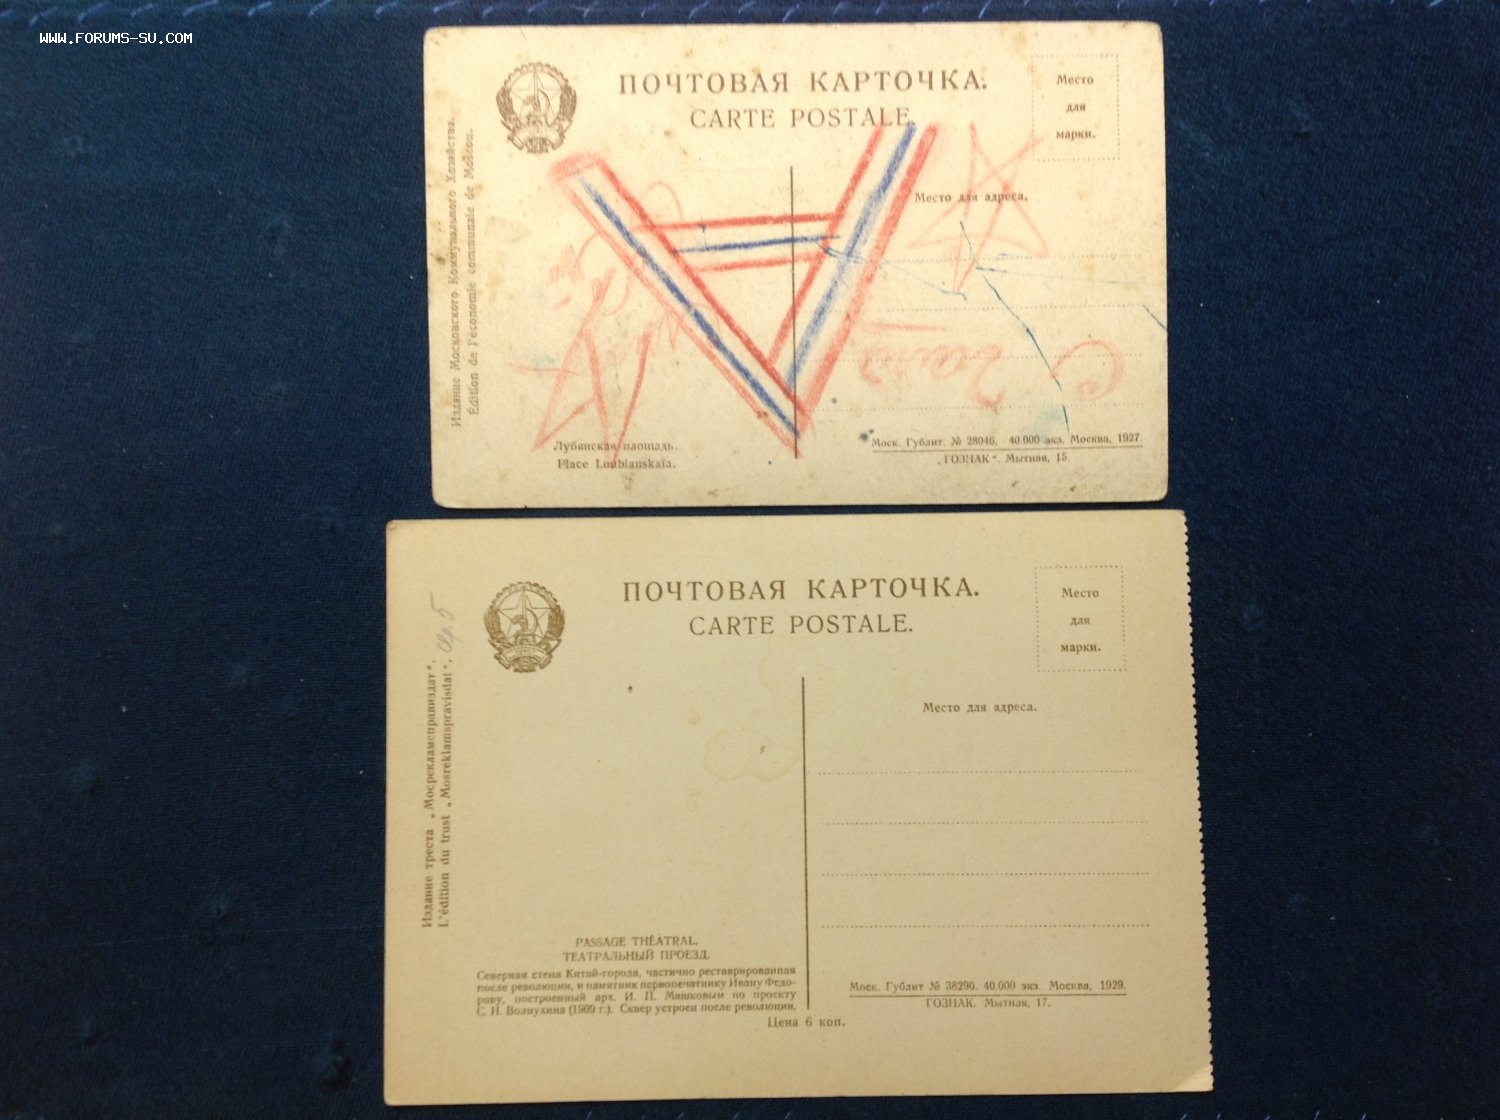 WWW.FORUMS-SU.COM
ПОЧТОВАЯ КАРТОЧКА.
CARTE POSTALE.
Место
для
марки.
Издание Московского Коммунального Хозяйства.
Édition de l'économie communale de Moscou.
Место для адреса.
Лубянская площадь.
Place Loubianskaïa.
Моск. Гублит. № 28046. 40 000 экз. Москва, 1927.
„ГОЗНАК“. Мытная, 15
ПОЧТОВАЯ КАРТОЧКА.
CARTE POSTALE.
Место
для
марки.
Издание треста „Мосрекламсправиздат“.
L'édition du trust „Mosreklamspravisdat“.
Место для адреса.
PASSAGE THÉATRAL.
ТЕАТРАЛЬНЫЙ ПРОЕЗД.
Северная стена Китай-города, частично реставрированная
после революции, и памятник первопечатнику Ивану Федо-
рову, построенный арх. И. П. Машковым по проекту
С. Н. Волнухина (1909 г.). Сквер устроен после революции.
Цена 6 коп.
Моск. Гублит № 38290. 40.000 экз. Москва, 1929.
ГОЗНАК. Мытная, 17.